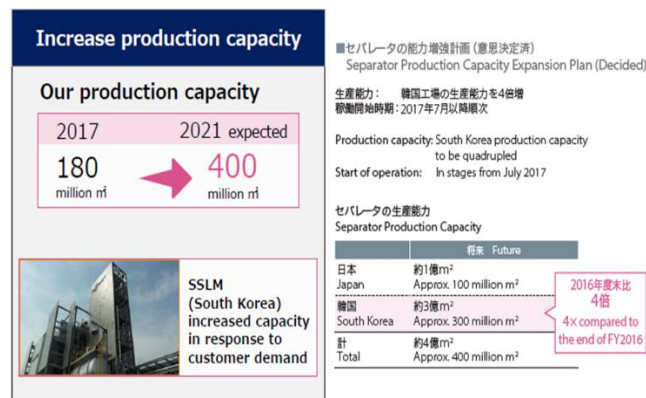 Increase production capacity
Our production capacity
2017
2021 expected
180
million ㎡
400
million ㎡
SSLM
(South Korea)
increased capacity
in response to
customer demand
■セパレータの能力増強計画（意思決定済）
Separator Production Capacity Expansion Plan (Decided)
生産能力： 韓国工場の生産能力を4倍増
稼働開始時期：2017年7月以降順次
Production capacity: South Korea production capacity
to be quadrupled
Start of operation: In stages from July 2017
セパレータの生産能力
Separator Production Capacity
将来 Future
日本 約1億m²
Japan Approx. 100 million m²
韓国 約3億m²
South Korea Approx. 300 million m²
計 約4億m²
Total Approx. 400 million m²
2016年度末比
4倍
4× compared to
the end of FY2016